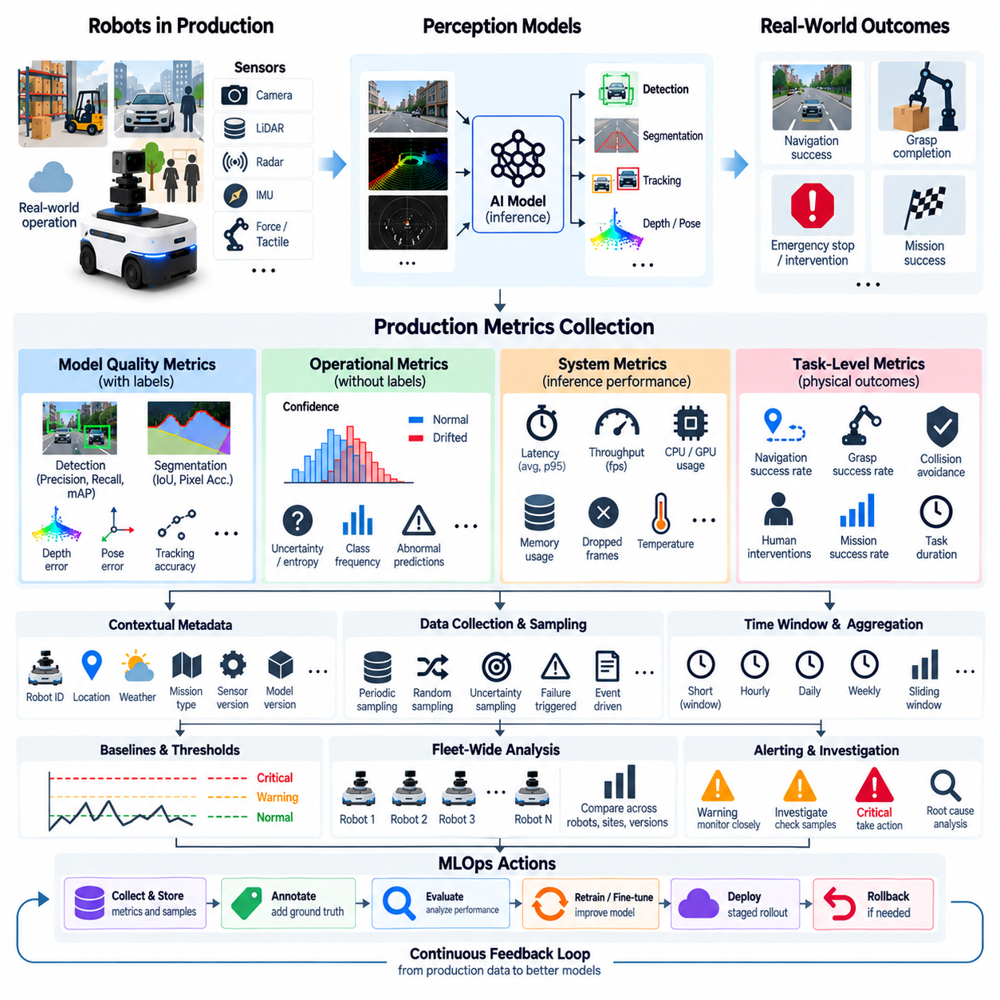 Robots in Production
Perception Models
Real-World Outcomes
Sensors
Camera
LiDAR
Radar
IMU
Force /
Tactile
...
Real-world
operation
...
AI Model
(inference)
Detection
Segmentation
Tracking
Depth / Pose
...
Navigation
success
Grasp
completion
Emergency stop
/ intervention
Mission
success
...
Production Metrics Collection
Model Quality Metrics
(with labels)
Detection
(Precision, Recall,
mAP)
Segmentation
(IoU, Pixel Acc.)
Depth
error
Pose
error
Tracking
accuracy
...
Operational Metrics
(without labels)
Confidence
Normal
Drifted
Uncertainty
/ entropy
Class
frequency
Abnormal
predictions
...
System Metrics
(inference performance)
Latency
(avg, p95)
Throughput
(fps)
CPU / GPU
usage
Memory
usage
Dropped
frames
Temperature
...
Task-Level Metrics
(physical outcomes)
Navigation
success rate
Grasp
success rate
Collision
avoidance
Human
interventions
Mission
success rate
Task
duration
Contextual Metadata
Robot ID
Location
Weather
Mission
type
Sensor
version
Model
version
...
Data Collection & Sampling
Periodic
sampling
Random
sampling
Uncertainty
sampling
Failure
triggered
Event
driven
...
Time Window & Aggregation
Short
(window)
Hourly
Daily
Weekly
Sliding
window
...
Baselines & Thresholds
Critical
Warning
Normal
Fleet-Wide Analysis
Robot 1
Robot 2
Robot 3
...
Robot N
Compare across
robots, sites, versions
Alerting & Investigation
Warning
monitor closely
Investigate
check samples
Critical
take action
Root cause
analysis
MLOps Actions
Collect & Store
metrics and samples
Annotate
add ground truth
Evaluate
analyze performance
Retrain / Fine-tune
improve model
Deploy
staged rollout
Rollback
if needed
Continuous Feedback Loop
from production data to better models